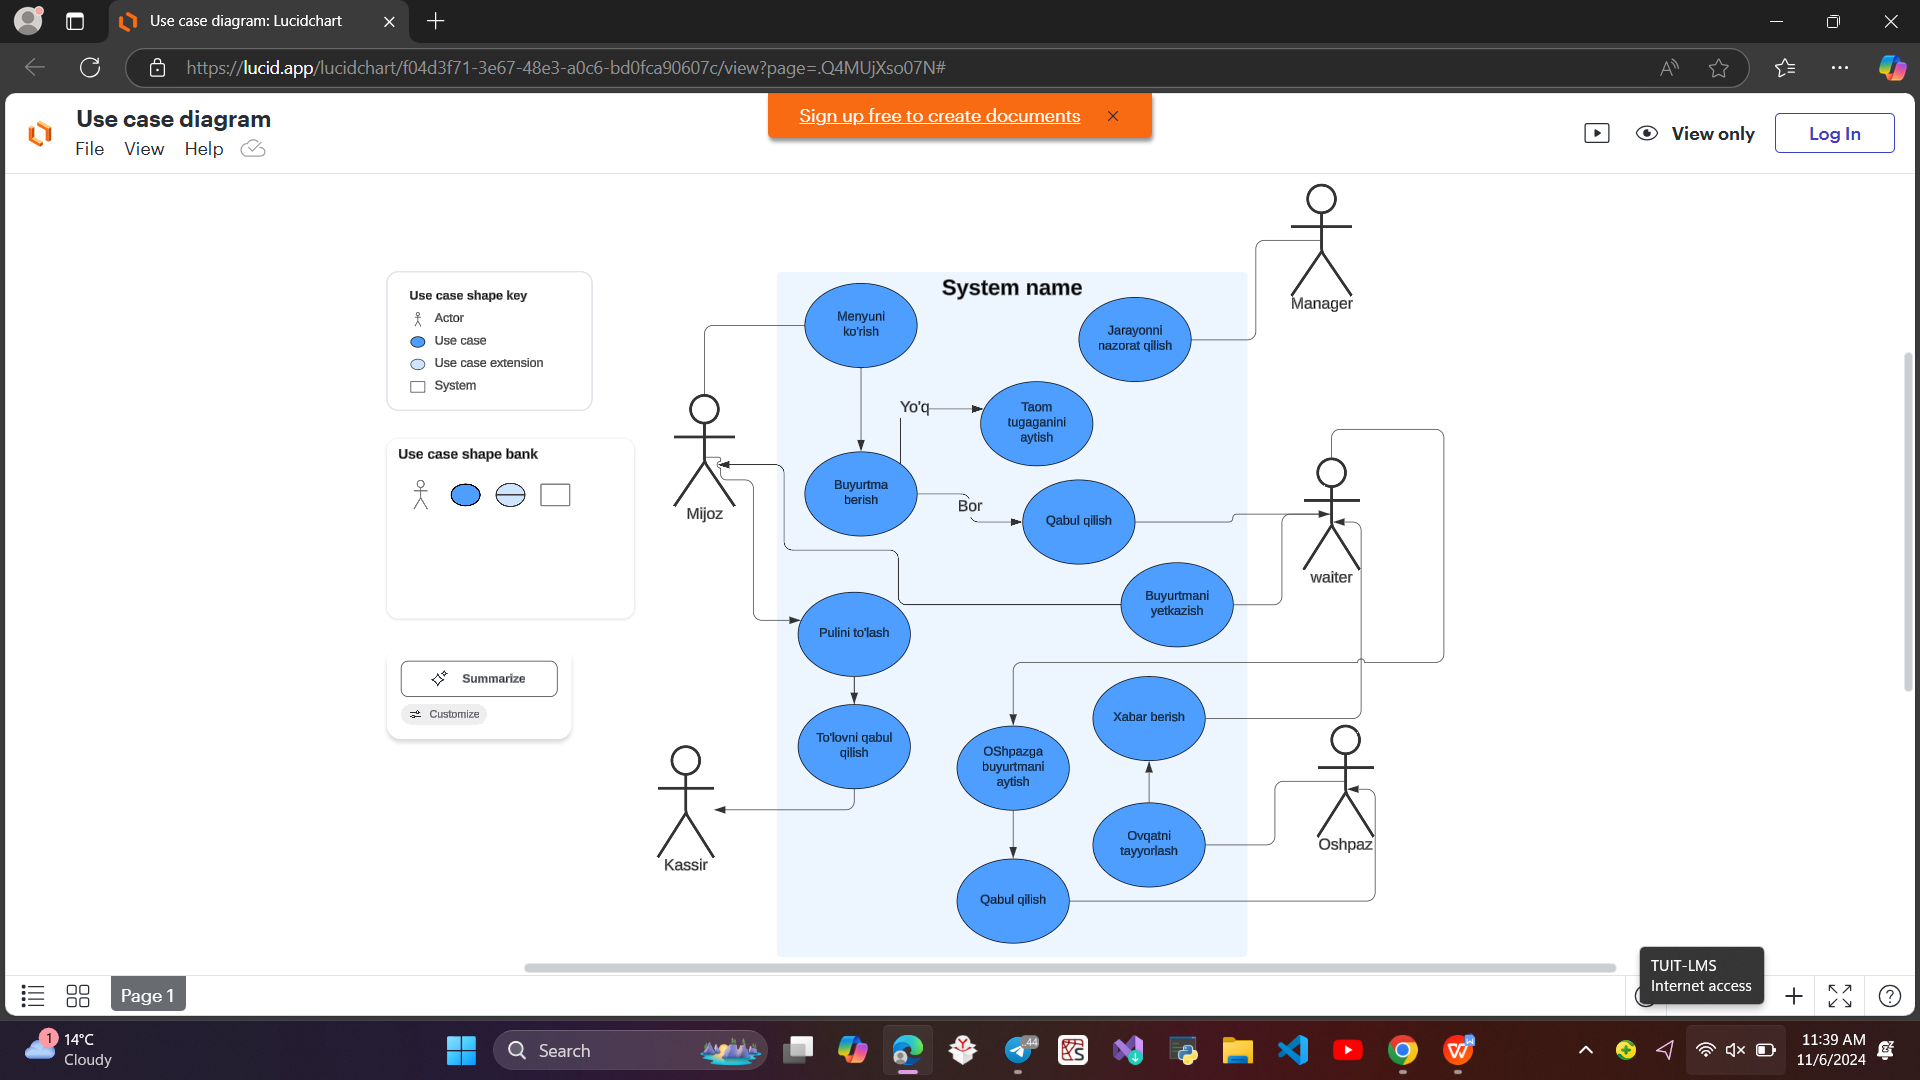 Use case diagram: Lucidchart
https://lucid.app/lucidchart/f04d3f71-3e67-48e3-a0c6-bd0fca90607c/view?page=.Q4MUjXso07N#
Use case diagram
File View Help
Sign up free to create documents
View only
Log In
Use case shape key
Actor
Use case
Use case extension
System
Use case shape bank
Summarize
Customize
System name
Manager
Menyuni
ko'rish
Jarayonni
nazorat qilish
Yo'q
Taom
tugaganini
aytish
Mijoz
Buyurtma
berish
Bor
Qabul qilish
waiter
Buyurtmani
yetkazish
Pulini to'lash
Xabar berish
To'lovni qabul
qilish
OShpazga
buyurtmani
aytish
Kassir
Ovqatni
tayyorlash
Oshpaz
Qabul qilish
TUIT-LMS
Internet access
Page 1
1
14°C
Cloudy
Search
.44
11:39 AM
11/6/2024